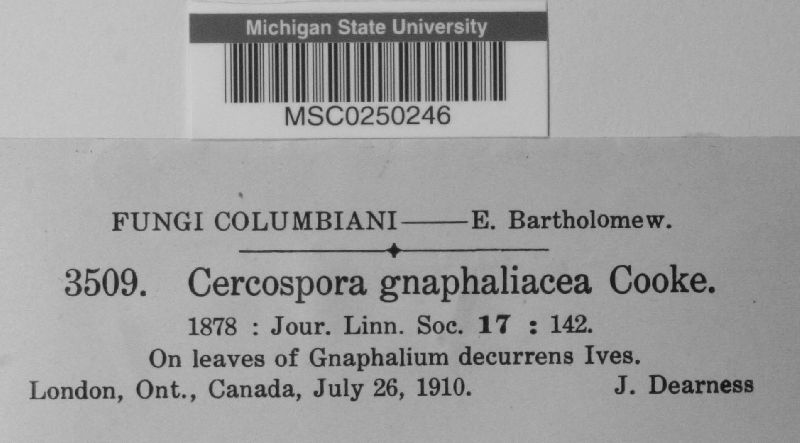 Michigan State University
MSC0250246
FUNGI COLUMBIANI——E. Bartholomew.
3509. Cercospora gnaphaliacea Cooke.
1878 : Jour. Linn. Soc. 17 : 142.
On leaves of Gnaphalium decurrens Ives.
London, Ont., Canada, July 26, 1910. J. Dearness